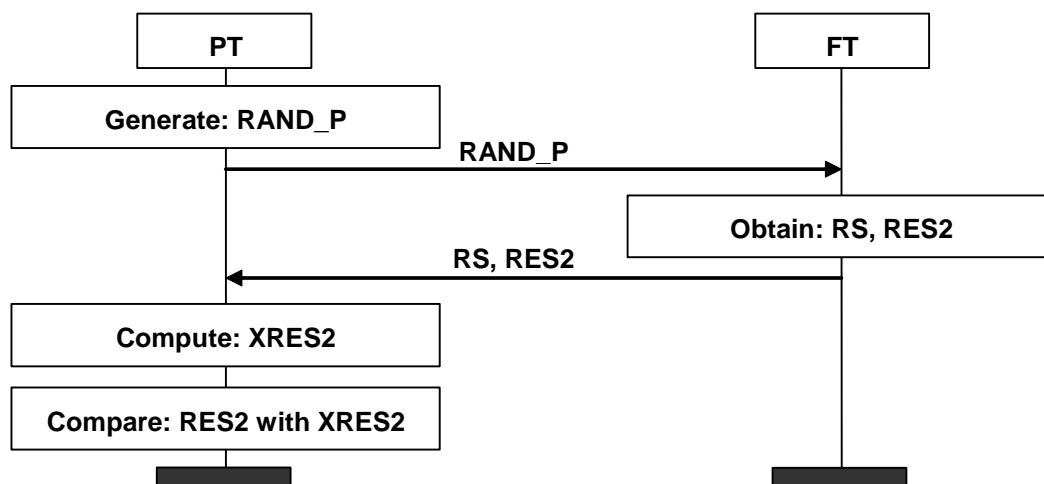 PT
FT
Generate: RAND_P
RAND_P
Obtain: RS, RES2
RS, RES2
Compute: XRES2
Compare: RES2 with XRES2